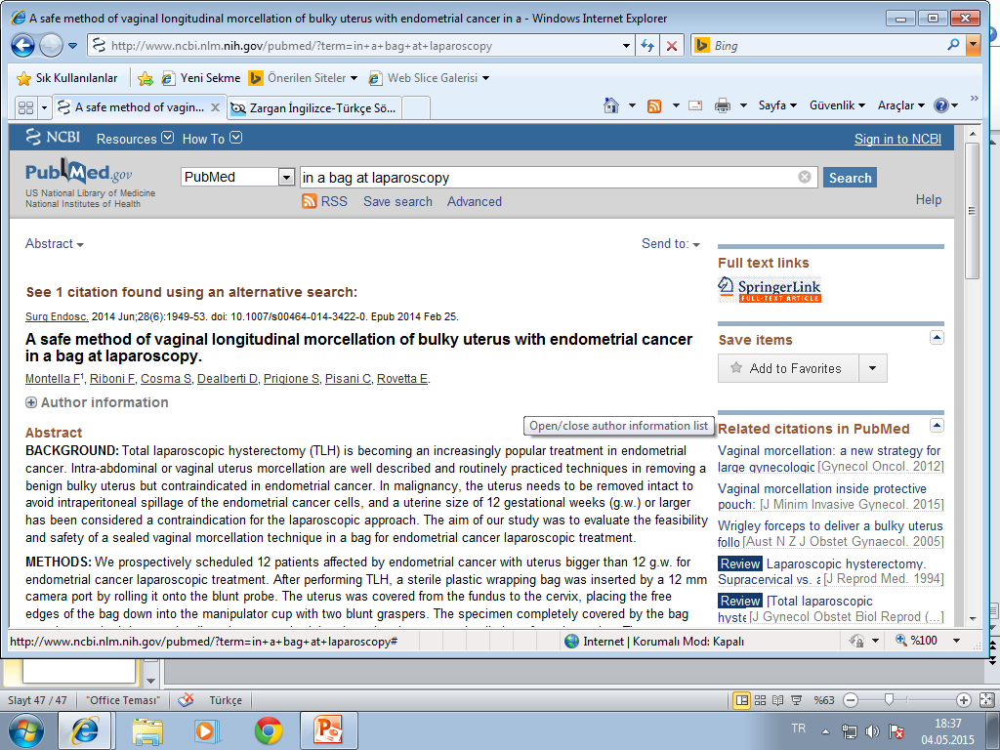 A safe method of vaginal longitudinal morcellation of bulky uterus with endometrial cancer in a - Windows Internet Explorer
http://www.ncbi.nlm.nih.gov/pubmed/?term=in+a+bag+at+laparoscopy
Bing
Sık Kullanılanlar Yeni Sekme Önerilen Siteler Web Slice Galerisi
A safe method of vagin... Zargan İngilizce-Türkçe Sö... Sayfa Güvenlik Araçlar
NCBI Resources How To Sign in to NCBI
PubMed.gov
US National Library of Medicine
National Institutes of Health
PubMed in a bag at laparoscopy Search
RSS Save search Advanced Help
Abstract Send to:
See 1 citation found using an alternative search:
Surg Endosc. 2014 Jun;28(6):1949-53. doi: 10.1007/s00464-014-3422-0. Epub 2014 Feb 25.
A safe method of vaginal longitudinal morcellation of bulky uterus with endometrial cancer
in a bag at laparoscopy.
Montella F1, Riboni F, Cosma S, Dealberti D, Prigione S, Pisani C, Rovetta E.
Author information
Open/close author information list
Abstract
BACKGROUND: Total laparoscopic hysterectomy (TLH) is becoming an increasingly popular treatment in endometrial
cancer. Intra-abdominal or vaginal uterus morcellation are well described and routinely practiced techniques in removing a
benign bulky uterus but contraindicated in endometrial cancer. In malignancy, the uterus needs to be removed intact to
avoid intraperitoneal spillage of the endometrial cancer cells, and a uterine size of 12 gestational weeks (g.w.) or larger
has been considered a contraindication for the laparoscopic approach. The aim of our study was to evaluate the feasibility
and safety of a sealed vaginal morcellation technique in a bag for endometrial cancer laparoscopic treatment.
METHODS: We prospectively scheduled 12 patients affected by endometrial cancer with uterus bigger than 12 g.w. for
endometrial cancer laparoscopic treatment. After performing TLH, a sterile plastic wrapping bag was inserted by a 12 mm
camera port by rolling it onto the blunt probe. The uterus was covered from the fundus to the cervix, placing the free
edges of the bag down into the manipulator cup with two blunt graspers. The specimen completely covered by the bag
Full text links
SpringerLink
FULL-TEXT ARTICLE
Save items
Add to Favorites
Related citations in PubMed
Vaginal morcellation: a new strategy for
large gynecologic [Gynecol Oncol. 2012]
Vaginal morcellation inside protective
pouch: [J Minim Invasive Gynecol. 2015]
Wrigley forceps to deliver a bulky uterus
follo [Aust N Z J Obstet Gynaecol. 2005]
Review Laparoscopic hysterectomy.
Supracervical vs. a [J Reprod Med. 1994]
Review [Total laparoscopic
hyste [J Gynecol Obstet Biol Reprod (...]
http://www.ncbi.nlm.nih.gov/pubmed/?term=in+a+bag+at+laparoscopy# Internet | Korumalı Mod: Kapalı %100
Slayt 47 / 47 "Office Teması" Türkçe %63
TR 18:37
04.05.2015